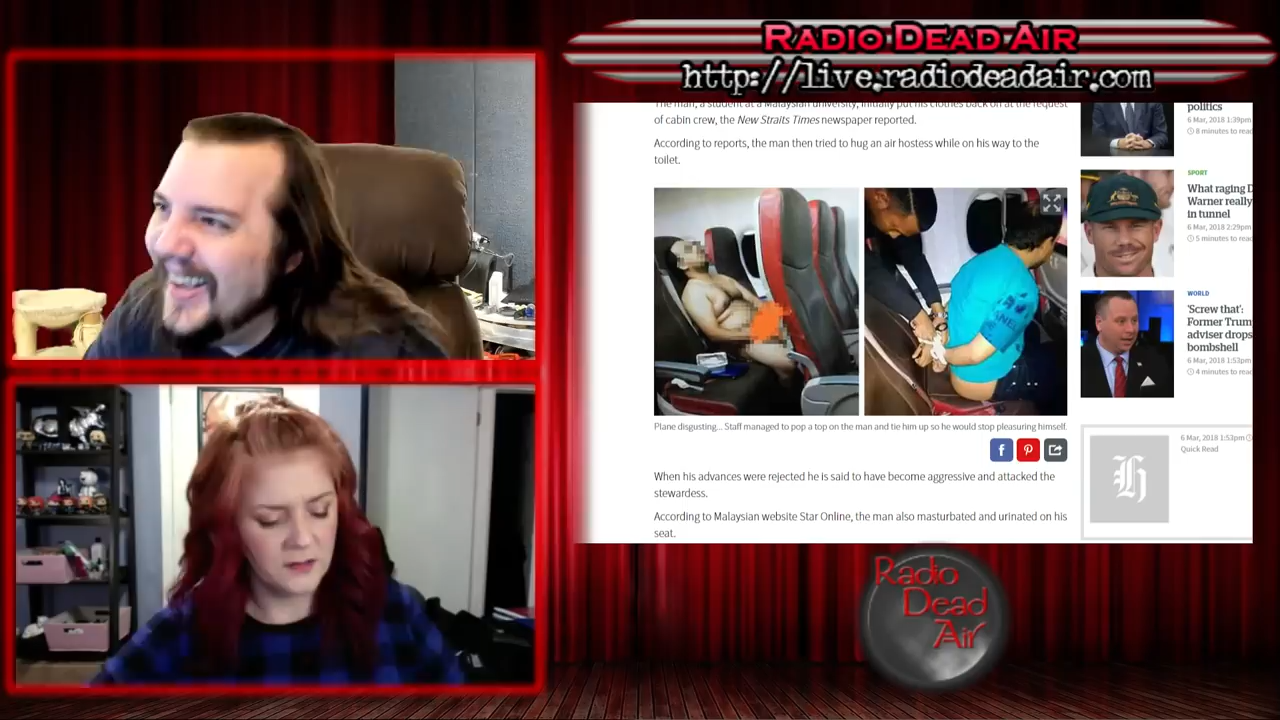 Radio Dead Air
http://live.radiodeadair.com
The man, a student at a Malaysian university, initially put his clothes back on at the request
of cabin crew, the New Straits Times newspaper reported.
According to reports, the man then tried to hug an air hostess while on his way to the
toilet.
Plane disgusting... Staff managed to pop a top on the man and tie him up so he would stop pleasuring himself.
When his advances were rejected he is said to have become aggressive and attacked the
stewardess.
According to Malaysian website Star Online, the man also masturbated and urinated on his
seat.
politics
6 Mar, 2018 1:39pm
8 minutes to read
SPORT
What raging D
Warner really
in tunnel
6 Mar, 2018 2:29pm
5 minutes to read
WORLD
'Screw that':
Former Trum
adviser drops
bombshell
6 Mar, 2018 1:53pm
4 minutes to read
6 Mar, 2018 1:53pm
Quick Read
Radio
Dead
Air